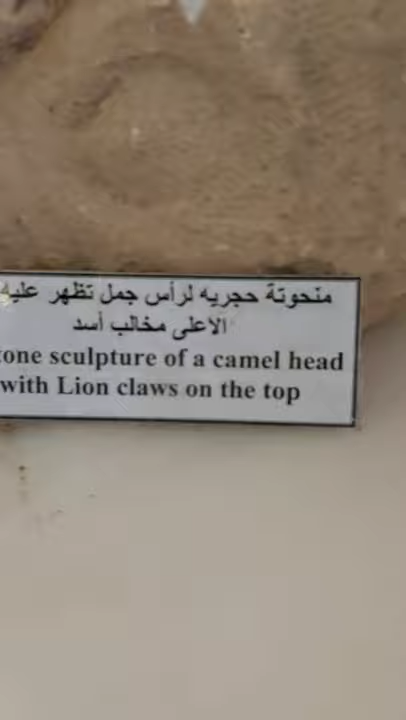 منحوتة حجريه لرأس جمل تظهر عليه
الأعلى مخالب أسد
tone sculpture of a camel head
with Lion claws on the top